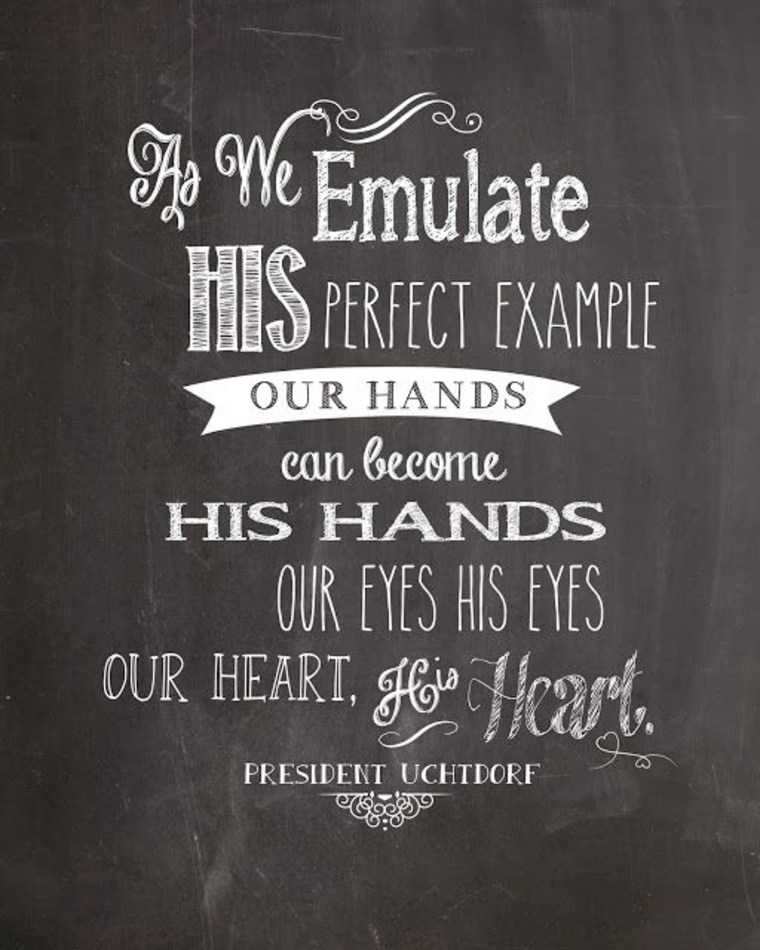 As We Emulate
HIS PERFECT EXAMPLE
OUR HANDS
can become
HIS HANDS
OUR EYES HIS EYES
OUR HEART, His Heart.
PRESIDENT UCHTDORF